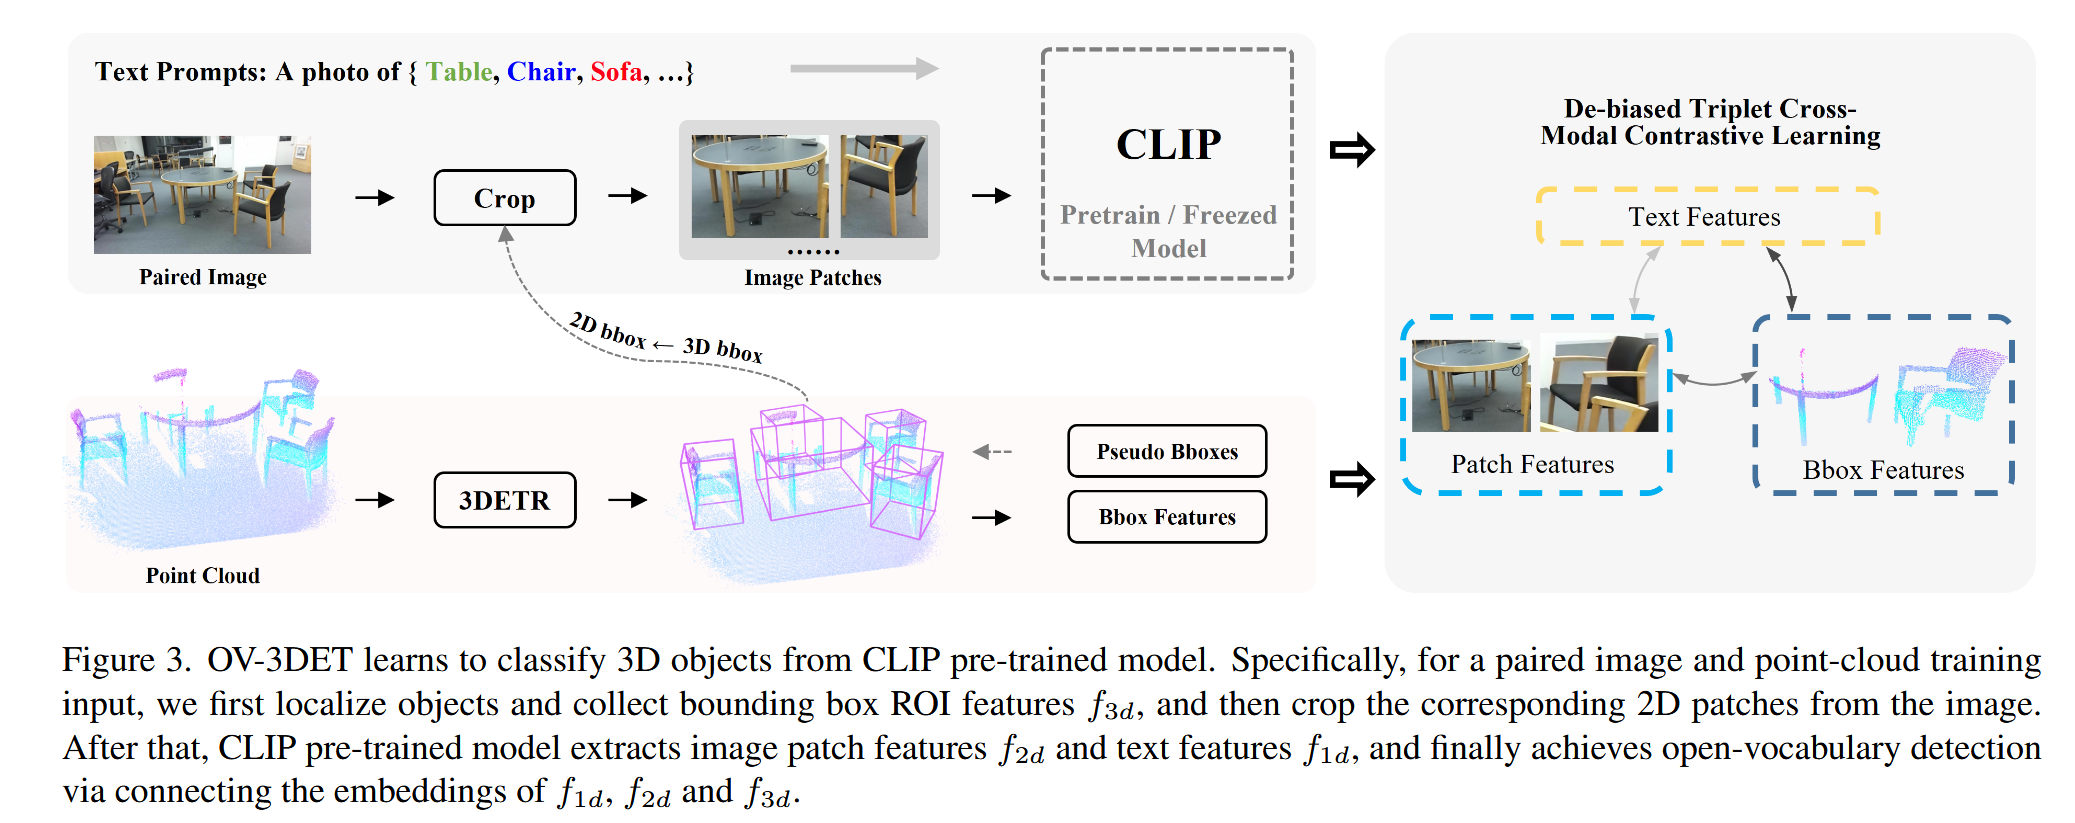 Text Prompts: A photo of { Table, Chair, Sofa, ...}
Paired Image
Crop
......
Image Patches
CLIP
Pretrain / Freezed
Model
2D bbox ← 3D bbox
Point Cloud
3DETR
Pseudo Bboxes
Bbox Features
De-biased Triplet Cross-
Modal Contrastive Learning
Text Features
Patch Features
Bbox Features
Figure 3. OV-3DET learns to classify 3D objects from CLIP pre-trained model. Specifically, for a paired image and point-cloud training
input, we first localize objects and collect bounding box ROI features f3d, and then crop the corresponding 2D patches from the image.
After that, CLIP pre-trained model extracts image patch features f2d and text features f1d, and finally achieves open-vocabulary detection
via connecting the embeddings of f1d, f2d and f3d.